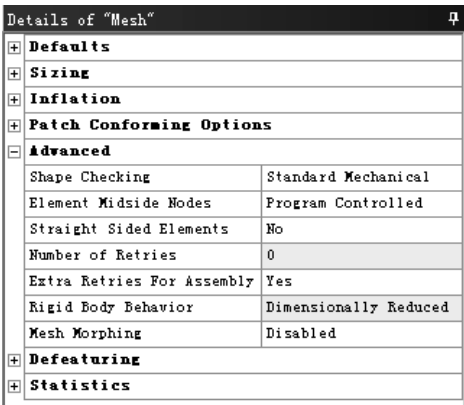 Details of "Mesh"
Defaults
Sizing
Inflation
Patch Conforming Options
Advanced
Shape Checking Standard Mechanical
Element Midside Nodes Program Controlled
Straight Sided Elements No
Number of Retries 0
Extra Retries For Assembly Yes
Rigid Body Behavior Dimensionally Reduced
Mesh Morphing Disabled
Defeaturing
Statistics